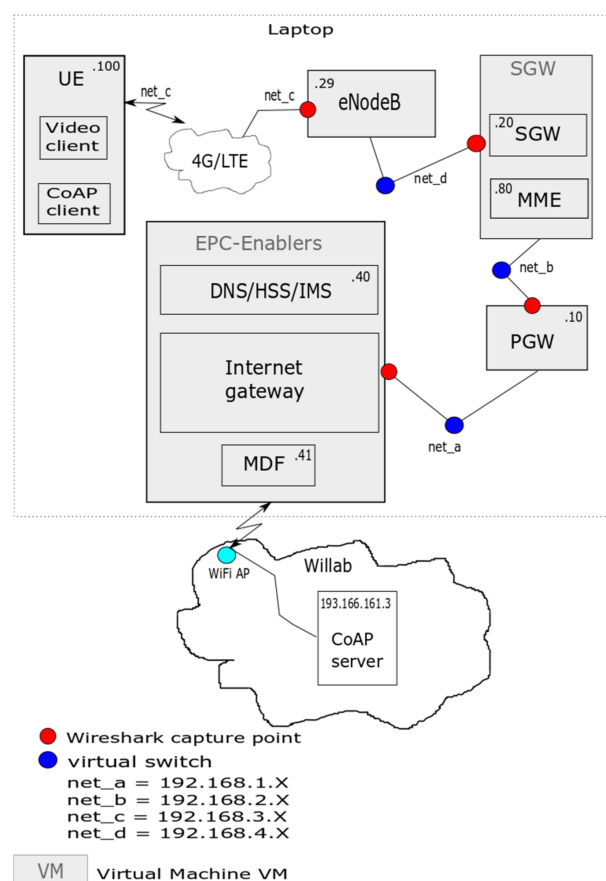 Laptop
UE
.100
Video
client
CoAP
client
net_c
4G/LTE
net_c
.29
eNodeB
net_d
SGW
.20
SGW
.80
MME
net_b
.10
PGW
net_a
EPC-Enablers
DNS/HSS/IMS
.40
Internet
gateway
MDF
.41
WiFi AP
Willab
193.166.161.3
CoAP
server
Wireshark capture point
virtual switch
net_a = 192.168.1.X
net_b = 192.168.2.X
net_c = 192.168.3.X
net_d = 192.168.4.X
VM
Virtual Machine VM